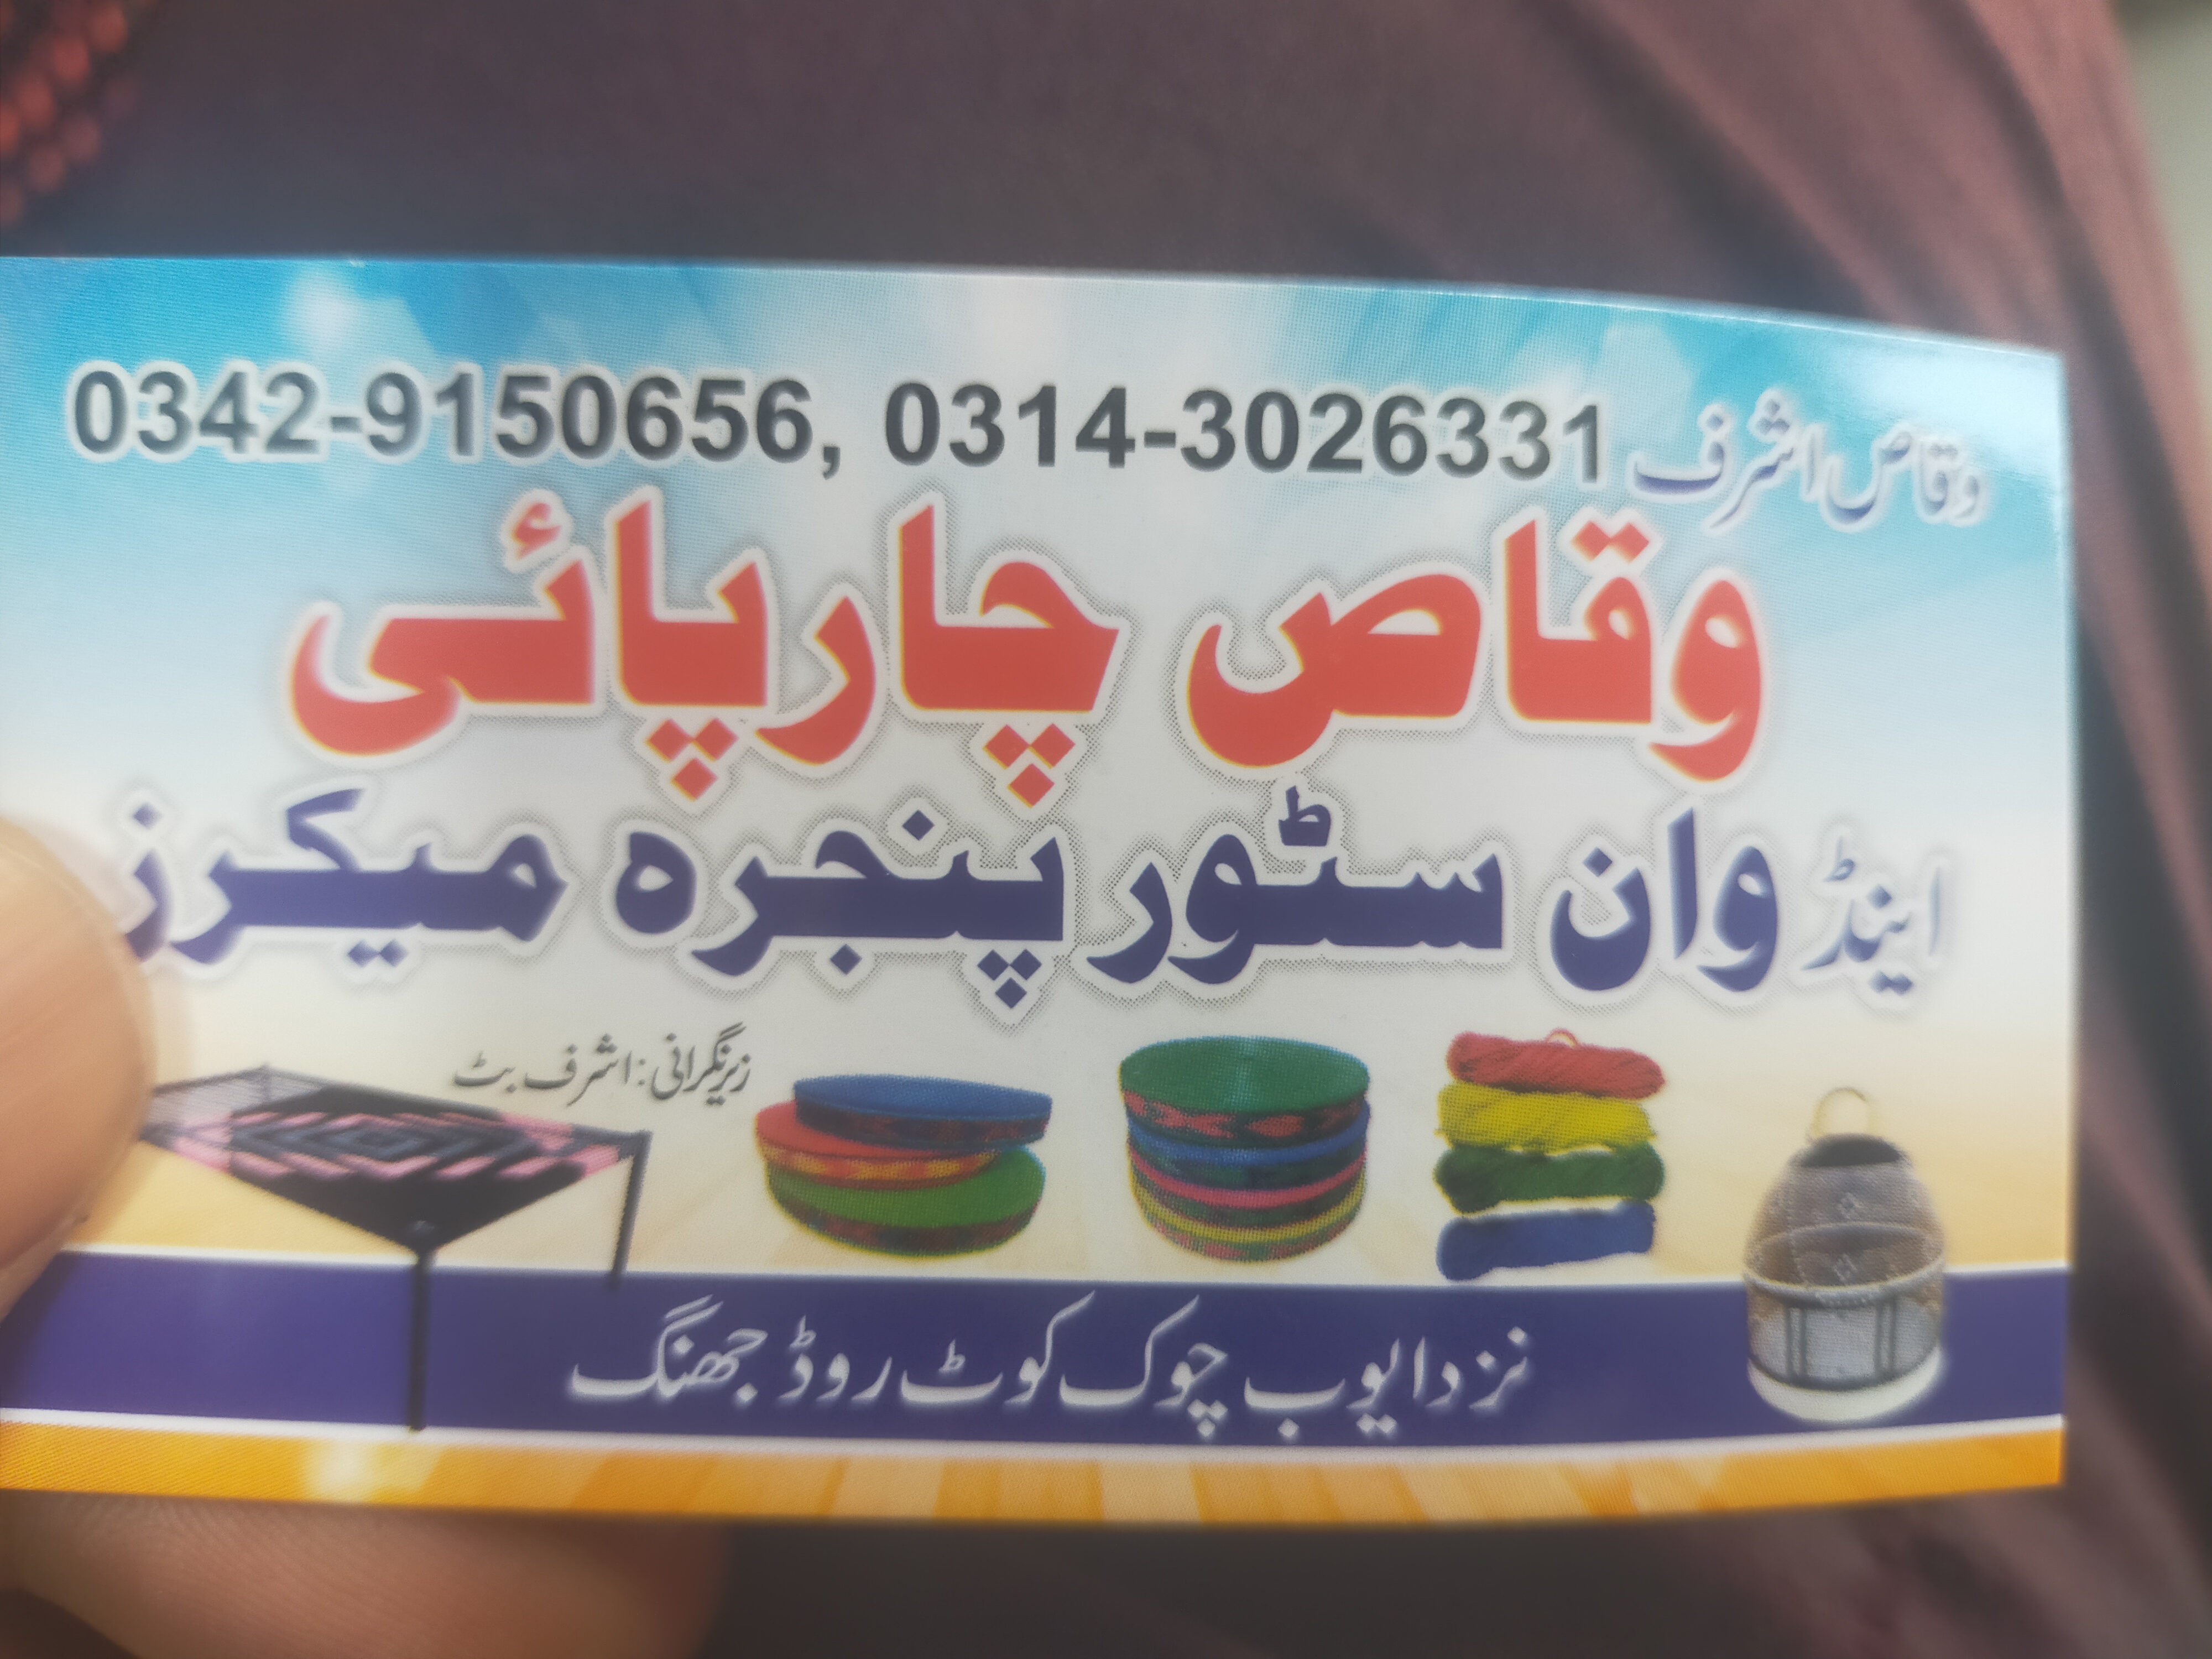 وقاص اشرف 0314-3026331 ,0342-9150656
وقاص چارپائی
اینڈ وان سٹور پنجرہ میکرز
زیرنگرانی: اشرف بٹ
نزد ایوب چوک کوٹ روڈ جھنگ